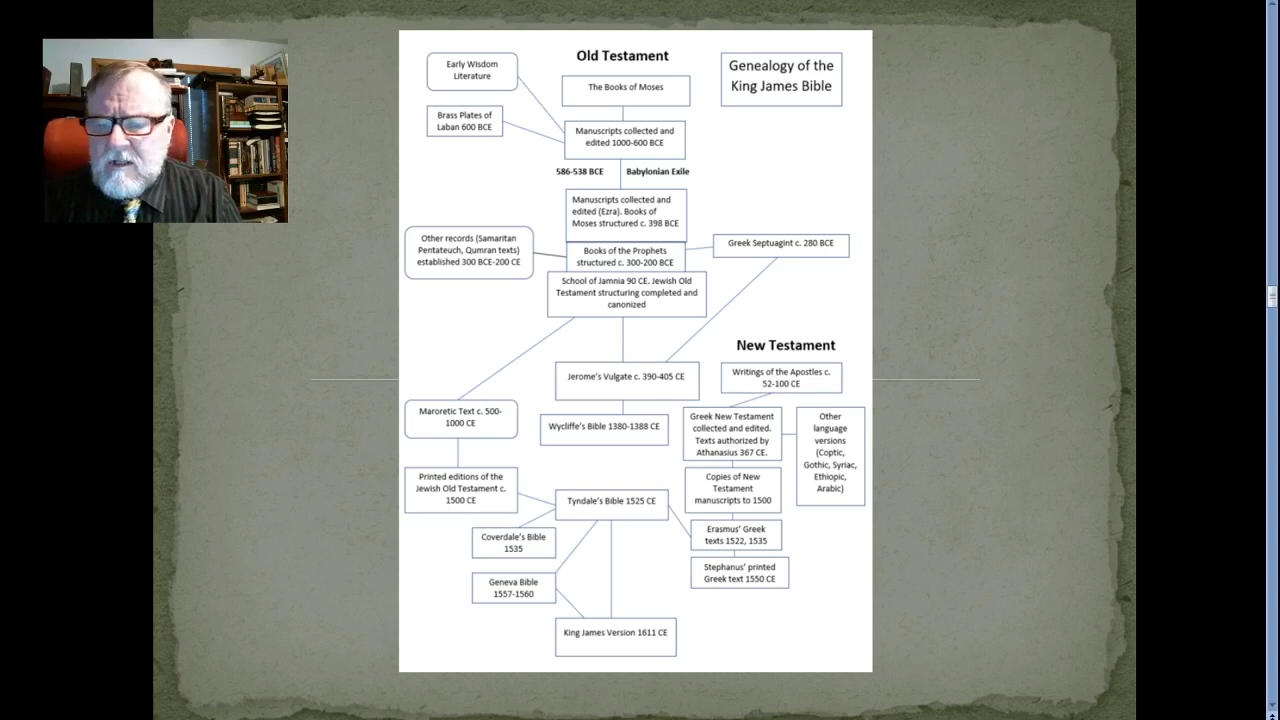 Old Testament
Genealogy of the
King James Bible
Early Wisdom
Literature
The Books of Moses
Brass Plates of
Laban 600 BCE
Manuscripts collected and
edited 1000-600 BCE
586-538 BCE
Babylonian Exile
Manuscripts collected and
edited (Ezra). Books of
Moses structured c. 398 BCE
Other records (Samaritan
Pentateuch, Qumran texts)
established 300 BCE-200 CE
Books of the Prophets
structured c. 300-200 BCE
Greek Septuagint c. 280 BCE
School of Jamnia 90 CE. Jewish Old
Testament structuring completed and
canonized
New Testament
Jerome's Vulgate c. 390-405 CE
Writings of the Apostles c.
52-100 CE
Maroretic Text c. 500-
1000 CE
Wycliffe's Bible 1380-1388 CE
Greek New Testament
collected and edited.
Texts authorized by
Athanasius 367 CE.
Other
language
versions
(Coptic,
Gothic, Syriac,
Ethiopic,
Arabic)
Printed editions of the
Jewish Old Testament c.
1500 CE
Tyndale's Bible 1525 CE
Copies of New
Testament
manuscripts to 1500
Coverdale's Bible
1535
Erasmus' Greek
texts 1522, 1535
Stephanus' printed
Greek text 1550 CE
Geneva Bible
1557-1560
King James Version 1611 CE